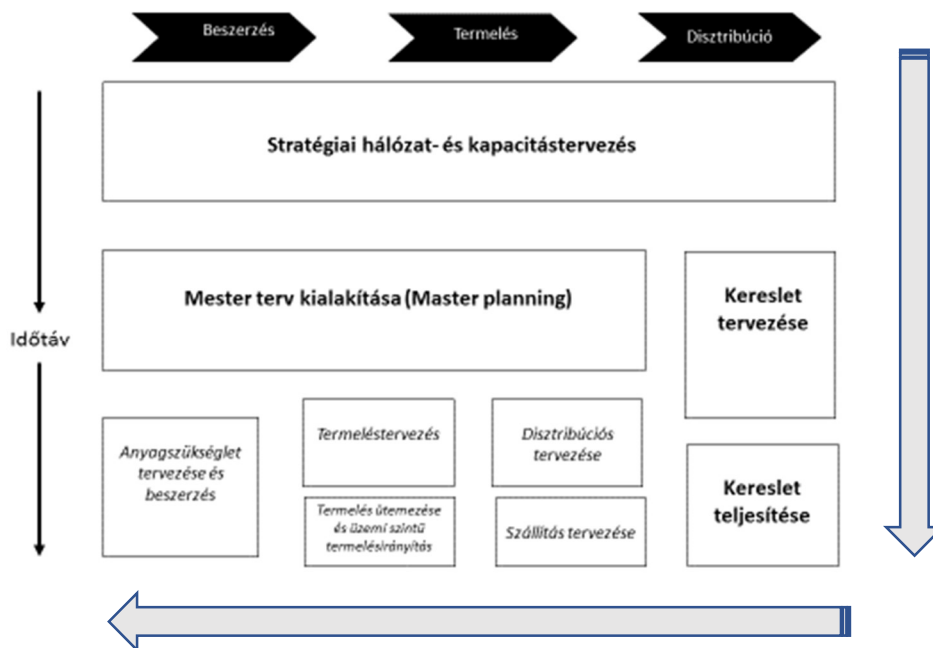 Beszerzés
Termelés
Disztribúció
Stratégiai hálózat- és kapacitástervezés
Mester terv kialakítása (Master planning)
Kereslet
tervezése
Időtáv
Anyagszükséglet
tervezése és
beszerzés
Termeléstervezés
Disztribúciós
tervezése
Termelés ütemezése
és üzemi szintű
termelésirányítás
Szállítás tervezése
Kereslet
teljesítése